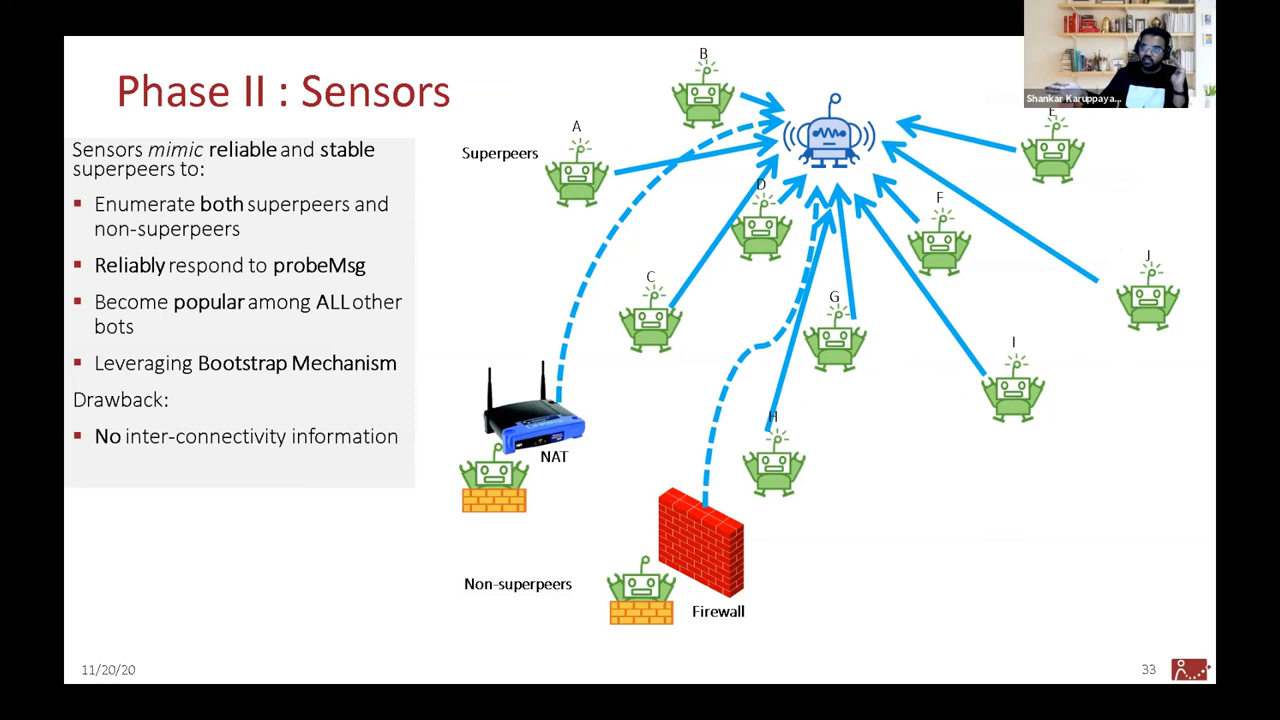 Phase II : Sensors
Sensors mimic reliable and stable
superpeers to:
Enumerate both superpeers and
non-superpeers
Reliably respond to probeMsg
Become popular among ALL other
bots
Leveraging Bootstrap Mechanism
Drawback:
No inter-connectivity information
Superpeers
A
B
C
D
E
F
G
H
I
J
NAT
Non-superpeers
Firewall
Shankar Karuppaya...
11/20/20
33